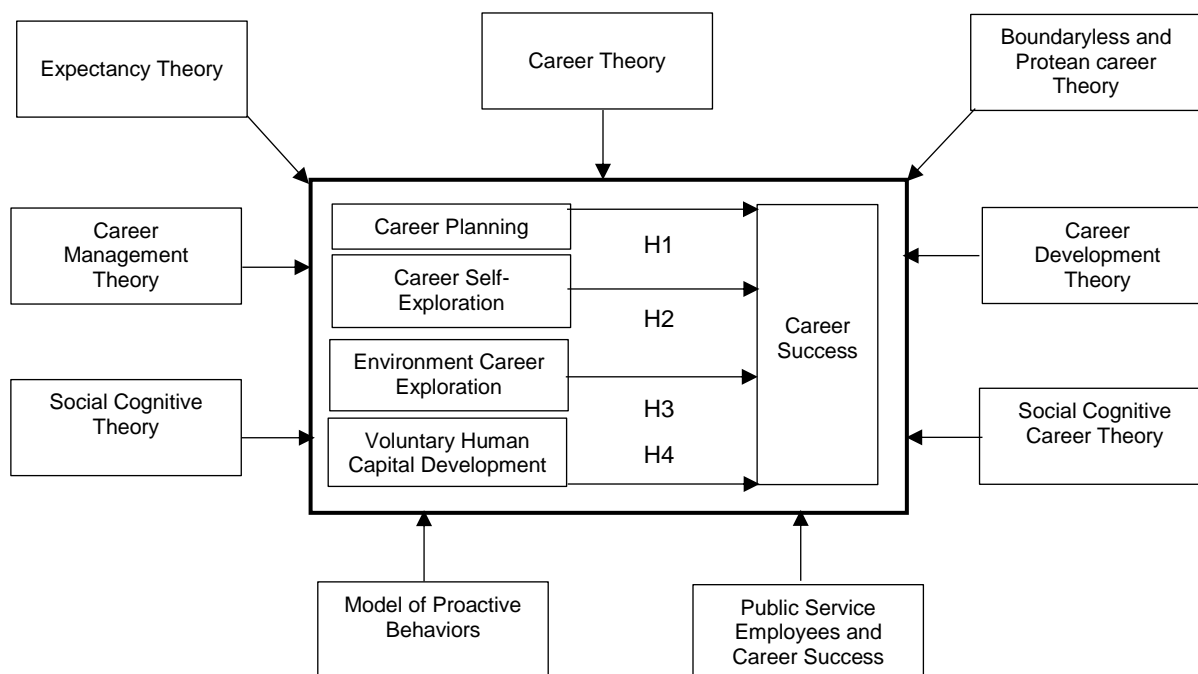 Expectancy Theory
Career Theory
Boundaryless and
Protean career
Theory
Career
Management
Theory
Career Planning
H1
Career Self-
Exploration
H2
Environment Career
Exploration
H3
Voluntary Human
Capital Development
H4
Career
Success
Career
Development
Theory
Social Cognitive
Theory
Social Cognitive
Career Theory
Model of Proactive
Behaviors
Public Service
Employees and
Career Success